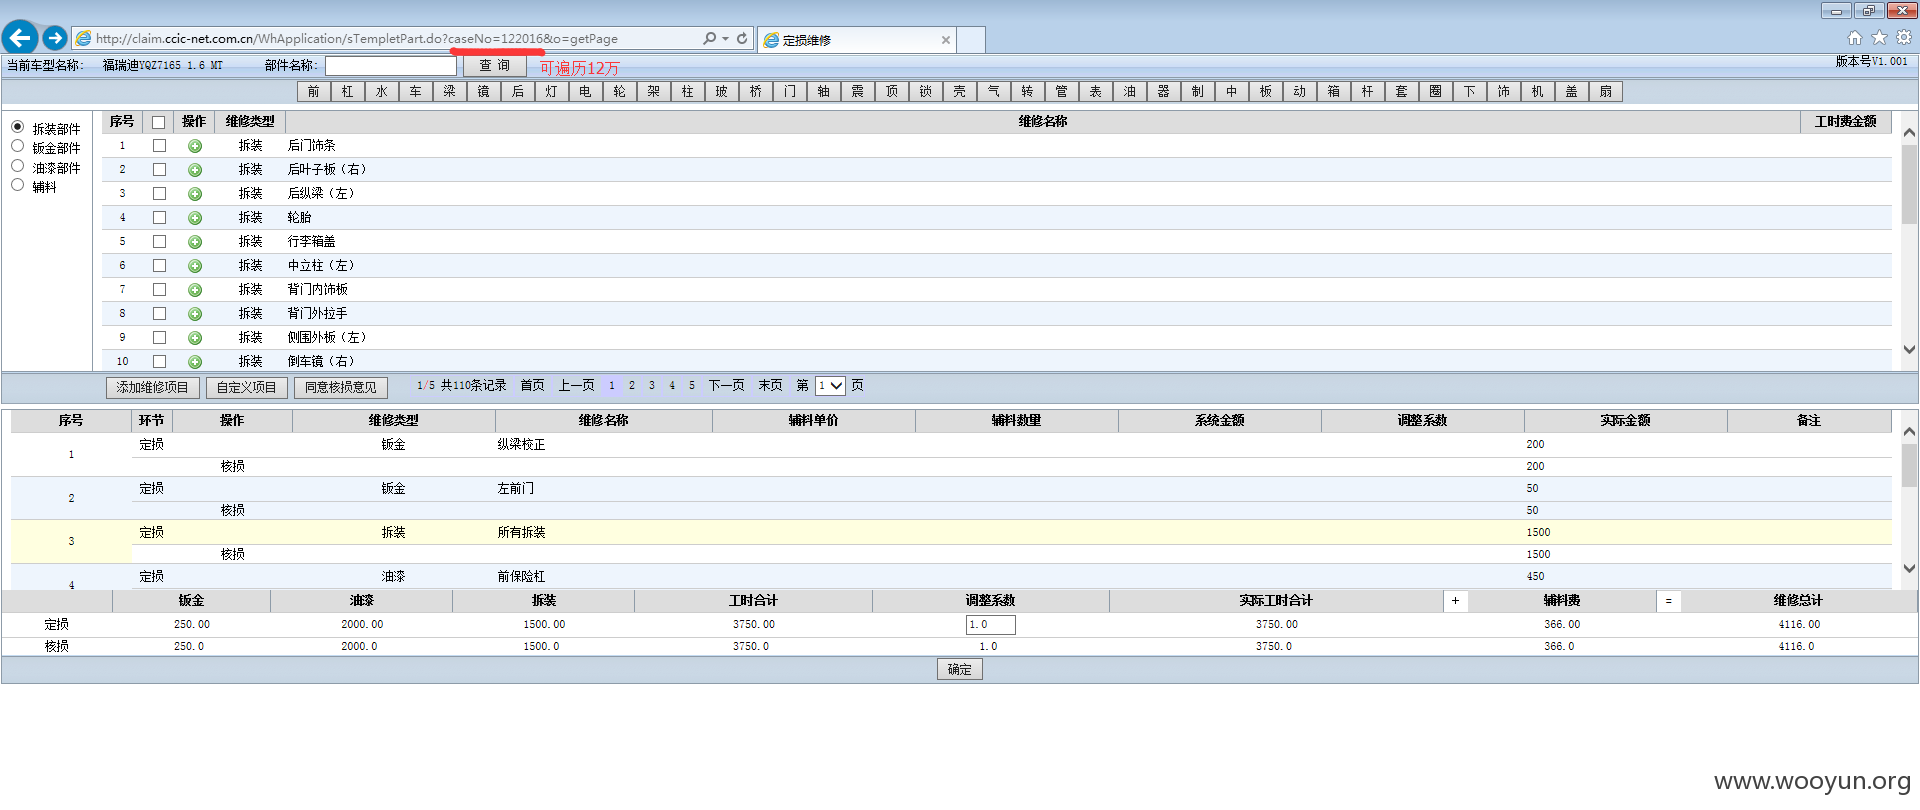 http://claim.ccic-net.com.cn/WhApplication/sTempletPart.do?caseNo=122016&o=getPage
定损维修
当前车型名称: 福瑞迪YQZ7165 1.6 MT 部件名称: 查 询 可遍历12万 版本号V1.001
前 杠 水 车 梁 镜 后 灯 电 轮 架 柱 玻 桥 门 轴 震 顶 锁 壳 气 转 管 表 油 器 制 中 板 动 箱 杆 套 圈 下 饰 机 盖 扇
拆装部件
钣金部件
油漆部件
辅料
序号 操作 维修类型 维修名称 工时费金额
1 拆装 后门饰条
2 拆装 后叶子板（右）
3 拆装 后纵梁（左）
4 拆装 轮胎
5 拆装 行李箱盖
6 拆装 中立柱（左）
7 拆装 背门内饰板
8 拆装 背门外拉手
9 拆装 侧围外板（左）
10 拆装 倒车镜（右）
添加维修项目 自定义项目 同意核损意见 1/5 共110条记录 首页 上一页 1 2 3 4 5 下一页 末页 第 1 页
序号 环节 操作 维修类型 维修名称 辅料单价 辅料数量 系统金额 调整系数 实际金额 备注
1 定损 钣金 纵梁校正 200
核损 200
2 定损 钣金 左前门 50
核损 50
3 定损 拆装 所有拆装 1500
核损 1500
4 定损 油漆 前保险杠 450
钣金 油漆 拆装 工时合计 调整系数 实际工时合计 + 辅料费 = 维修总计
定损 250.00 2000.00 1500.00 3750.00 1.0 3750.00 366.00 4116.00
核损 250.0 2000.0 1500.0 3750.0 1.0 3750.0 366.0 4116.0
确定
www.wooyun.org